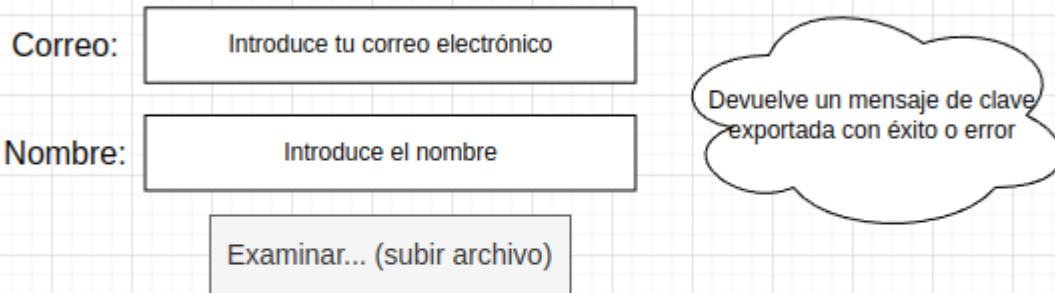 Correo:
Introduce tu correo electrónico
Devuelve un mensaje de clave
exportada con éxito o error
Nombre:
Introduce el nombre
Examinar... (subir archivo)